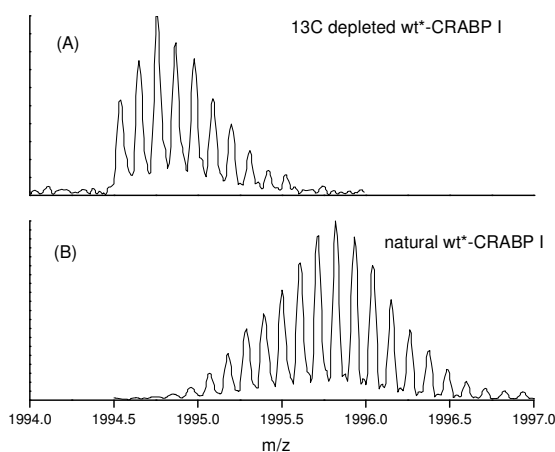 (A)
13C depleted wt*-CRABP I
(B)
natural wt*-CRABP I
1994.0 1994.5 1995.0 1995.5 1996.0 1996.5 1997.0
m/z